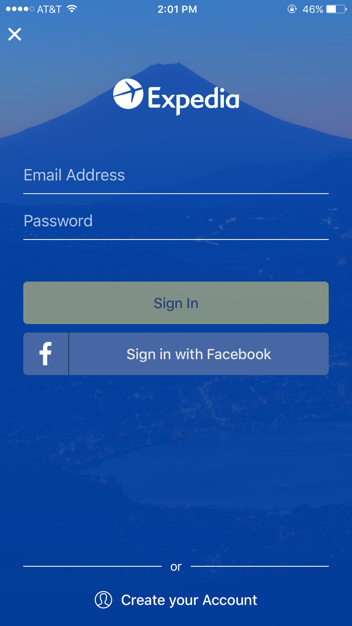 AT&T 2:01 PM 46%
Expedia
Email Address
Password
Sign In
f Sign in with Facebook
or
Create your Account